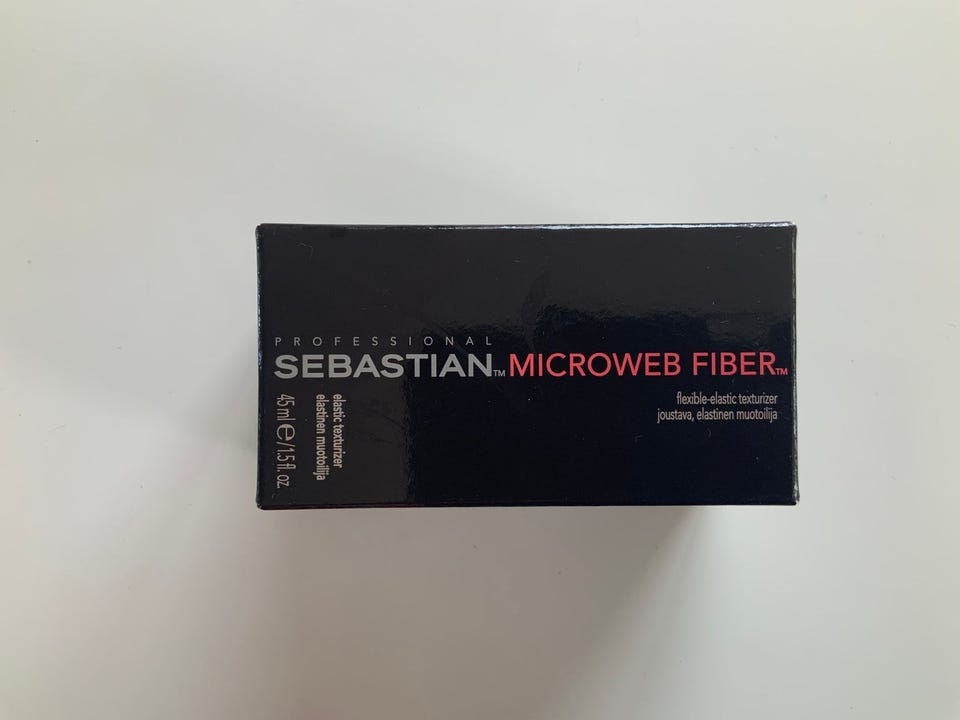 PROFESSIONAL
SEBASTIAN™ MICROWEB FIBER™
flexible-elastic texturizer
joustava, elastinen muotoilija
elastic texturizer
elastinen muotoilija
45 ml ℮/1.5 fl. oz.